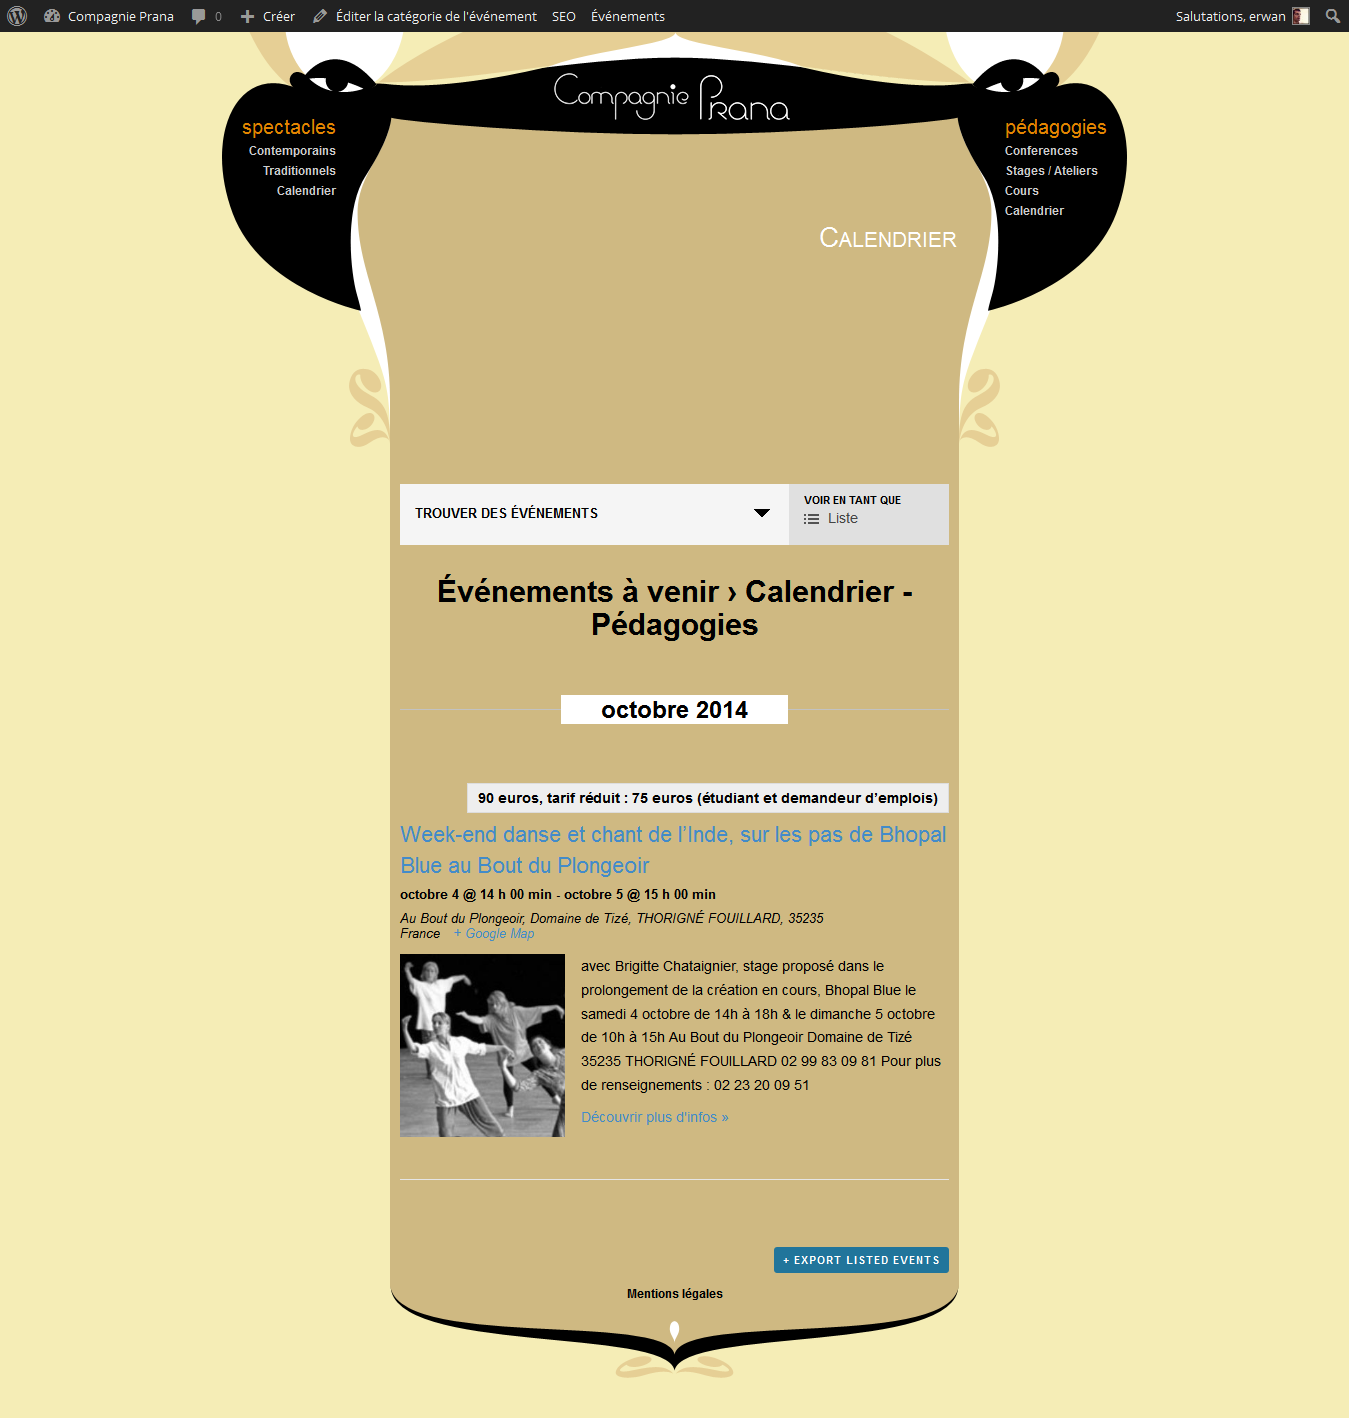 Compagnie Prana 0 Créer Éditer la catégorie de l'événement SEO Événements Salutations, erwan
Compagnie Prana
spectacles
Contemporains
Traditionnels
Calendrier
pédagogies
Conferences
Stages / Ateliers
Cours
Calendrier
Calendrier
TROUVER DES ÉVÉNEMENTS
VOIR EN TANT QUE
Liste
Événements à venir › Calendrier -
Pédagogies
octobre 2014
90 euros, tarif réduit : 75 euros (étudiant et demandeur d’emplois)
Week-end danse et chant de l’Inde, sur les pas de Bhopal
Blue au Bout du Plongeoir
octobre 4 @ 14 h 00 min - octobre 5 @ 15 h 00 min
Au Bout du Plongeoir, Domaine de Tizé, THORIGNÉ FOUILLARD, 35235
France + Google Map
avec Brigitte Chataignier, stage proposé dans le
prolongement de la création en cours, Bhopal Blue le
samedi 4 octobre de 14h à 18h & le dimanche 5 octobre
de 10h à 15h Au Bout du Plongeoir Domaine de Tizé
35235 THORIGNÉ FOUILLARD 02 99 83 09 81 Pour plus
de renseignements : 02 23 20 09 51
Découvrir plus d'infos »
+ EXPORT LISTED EVENTS
Mentions légales